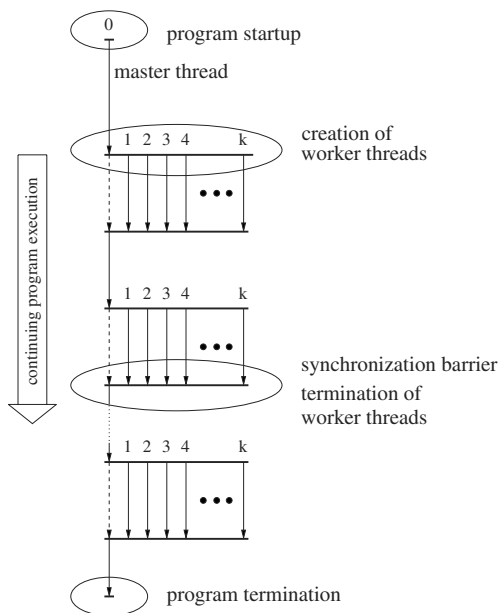 0
program startup
master thread
1 2 3 4 k
creation of
worker threads
continuing program execution
1 2 3 4 k
synchronization barrier
termination of
worker threads
1 2 3 4 k
program termination